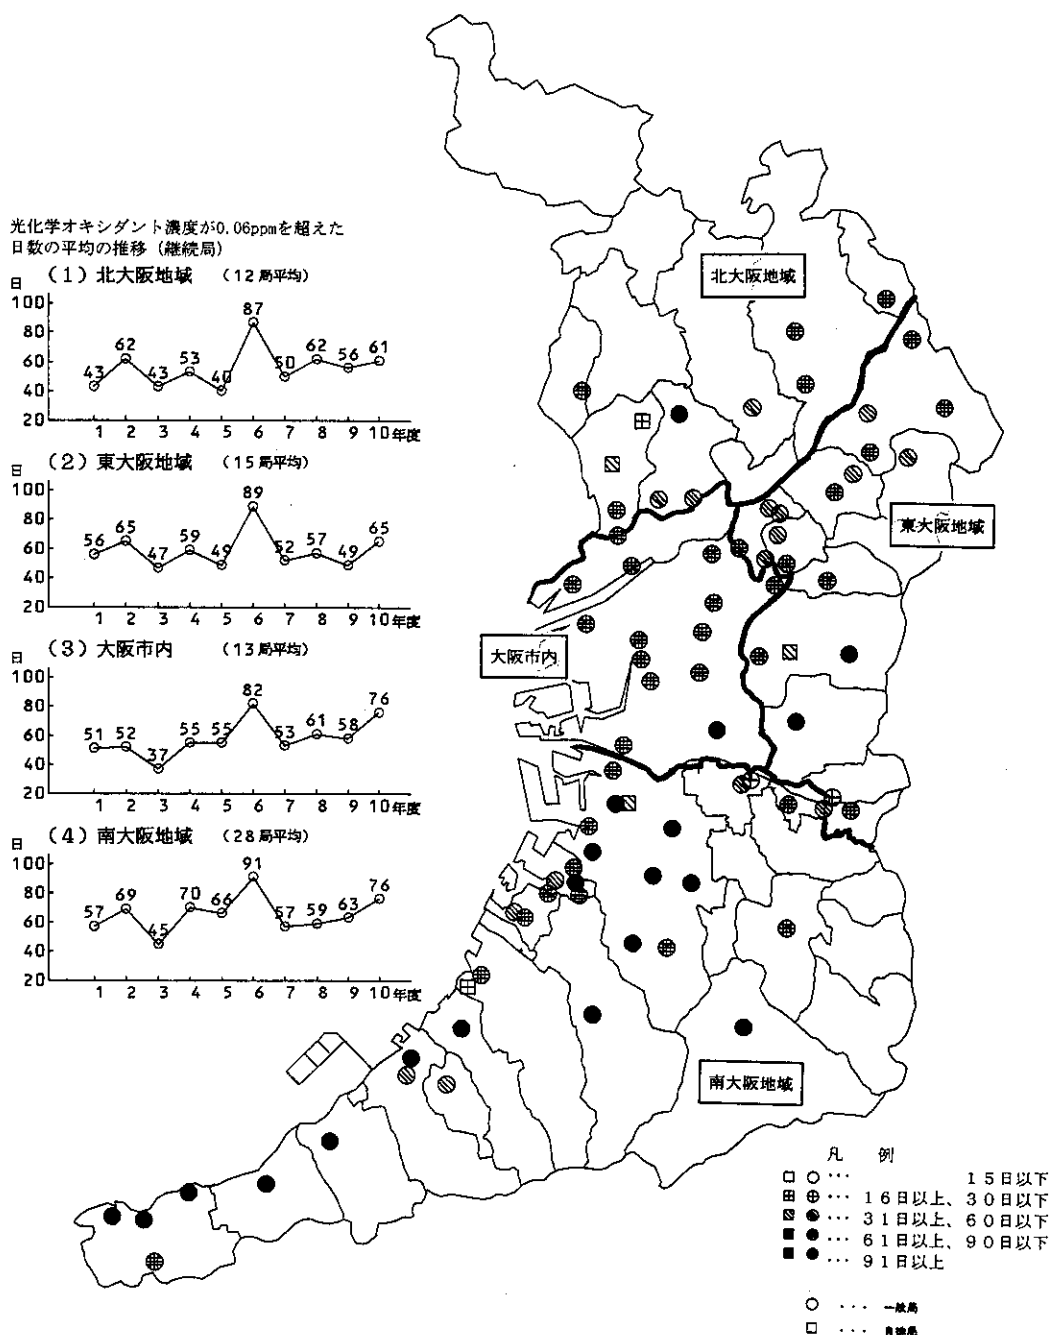 光化学オキシダント濃度が0.06ppmを超えた
日数の平均の推移（継続局）
（1）北大阪地域 （12局平均）
日
100
80
60
40
20
43 62 43 53 40 87 50 62 56 61
1 2 3 4 5 6 7 8 9 10年度
（2）東大阪地域 （15局平均）
日
100
80
60
40
20
56 65 47 59 49 89 52 57 49 65
1 2 3 4 5 6 7 8 9 10年度
（3）大阪市内 （13局平均）
日
100
80
60
40
20
51 52 37 55 55 82 53 61 58 76
1 2 3 4 5 6 7 8 9 10年度
（4）南大阪地域 （28局平均）
日
100
80
60
40
20
57 69 45 70 66 91 57 59 63 76
1 2 3 4 5 6 7 8 9 10年度
北大阪地域
東大阪地域
大阪市内
南大阪地域
凡 例
□ ○ ･･･ 15日以下
⊞ ⊕ ･･･ 16日以上、30日以下
･･･ 31日以上、60日以下
■ ● ･･･ 61日以上、90日以下
■ ● ･･･ 91日以上
○ ･･･ 一般局
□ ･･･ 自排局